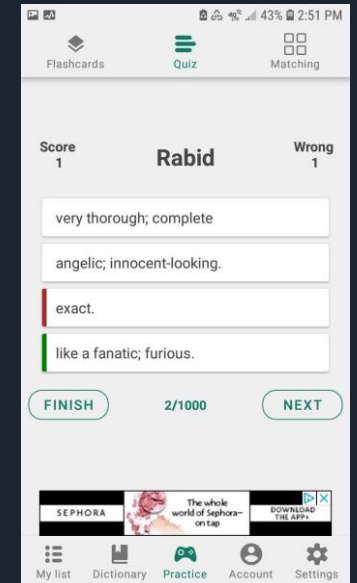 43% 2:51 PM
Flashcards Quiz Matching
Score Rabid Wrong
1 1
very thorough; complete
angelic; innocent-looking.
exact.
like a fanatic; furious.
FINISH 2/1000 NEXT
SEPHORA The whole world of Sephora– on tap DOWNLOAD THE APP▸
My list Dictionary Practice Account Settings